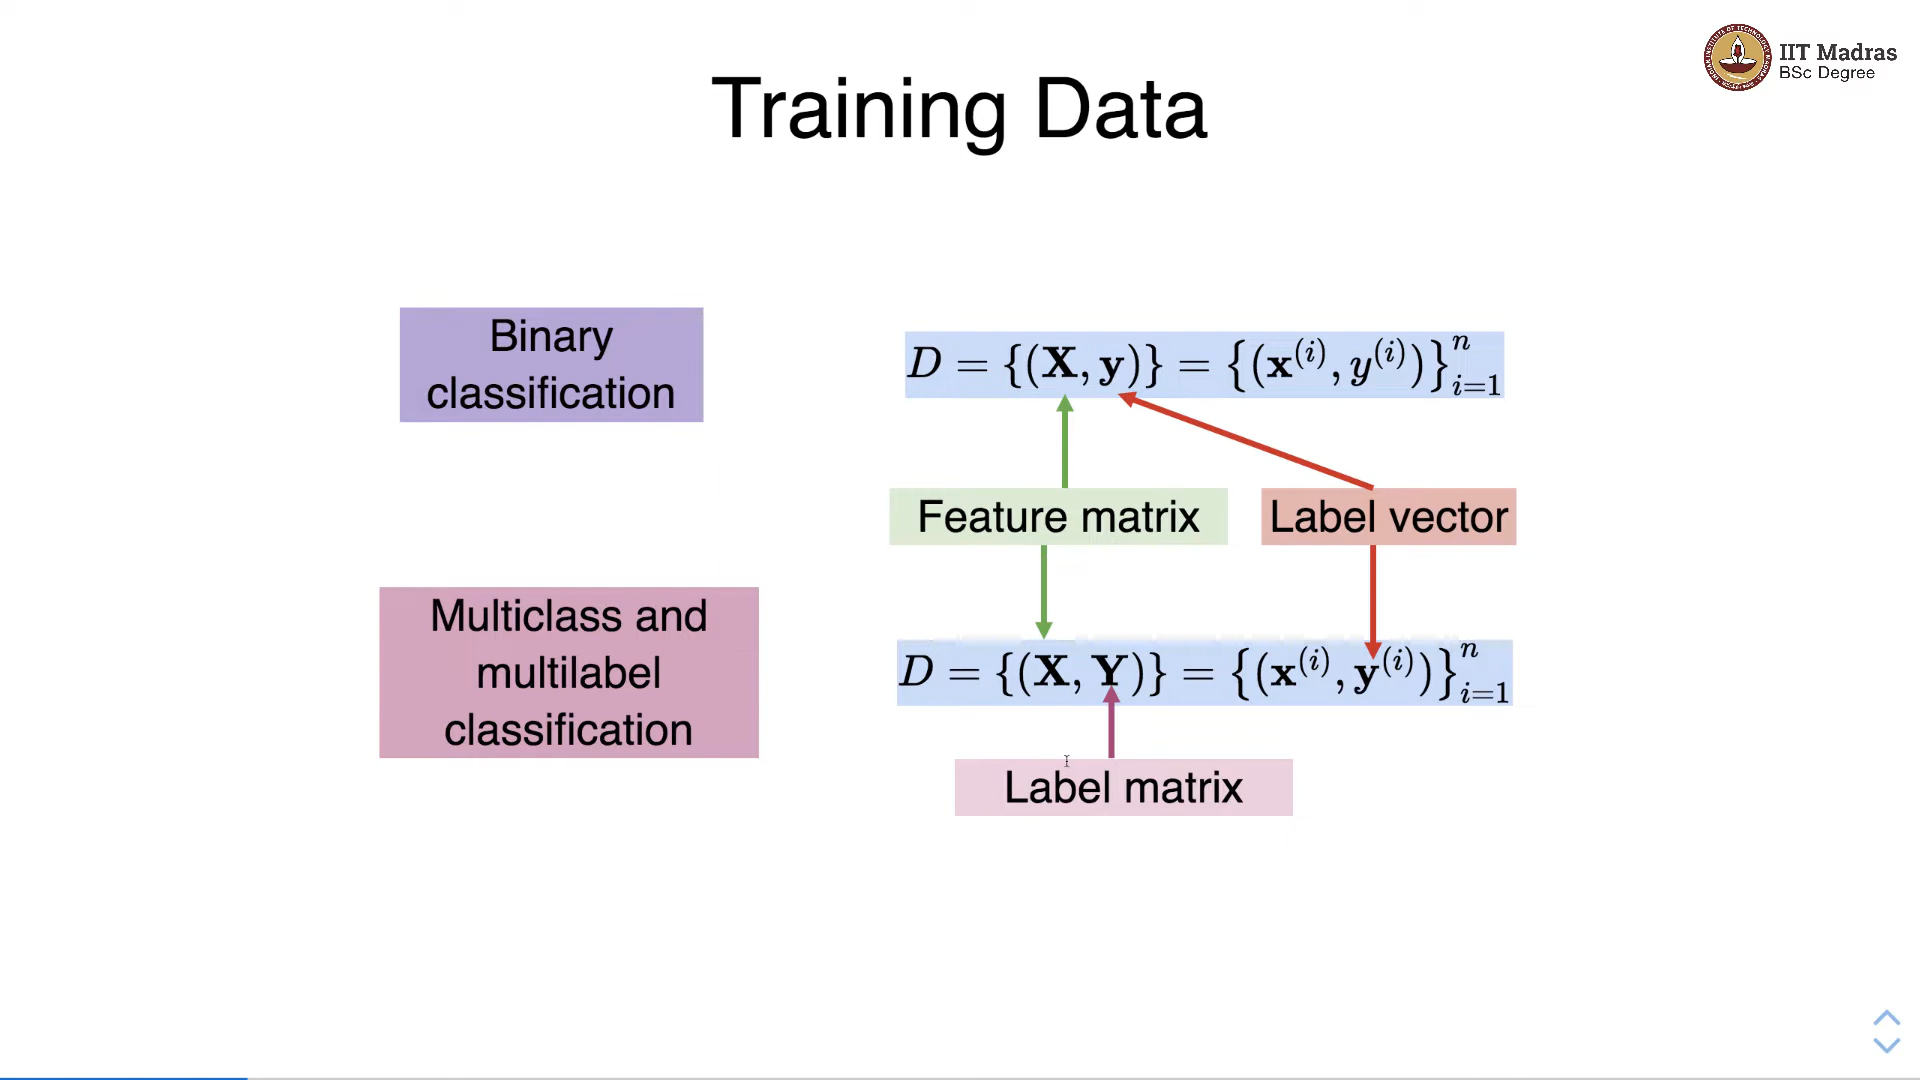 IIT Madras
BSc Degree
Training Data
Binary
classification
D = {(X, y)} = {(x^(i), y^(i))}_{i=1}^n
Feature matrix
Label vector
Multiclass and
multilabel
classification
D = {(X, Y)} = {(x^(i), y^(i))}_{i=1}^n
Label matrix